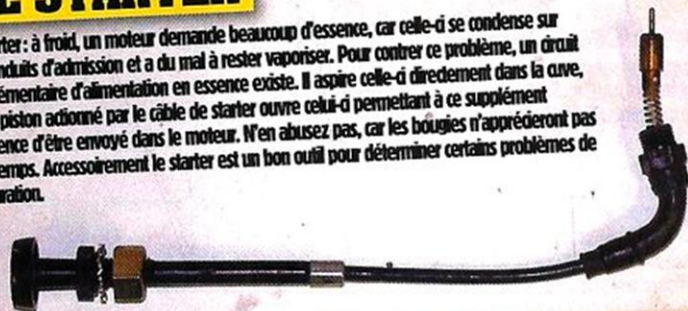 STARTER
rter : à froid, un moteur demande beaucoup d'essence, car celle-ci se condense sur
nduits d'admission et a du mal à rester vaporiser. Pour contrer ce problème, un circuit
émentaire d'alimentation en essence existe. Il aspire celle-ci directement dans la cuve,
piston actionné par le câble de starter ouvre celui-ci permettant à ce supplément
ence d'être envoyé dans le moteur. N'en abusez pas, car les bougies n'apprécieront pas
emps. Accessoirement le starter est un bon outil pour déterminer certains problèmes de
uration.